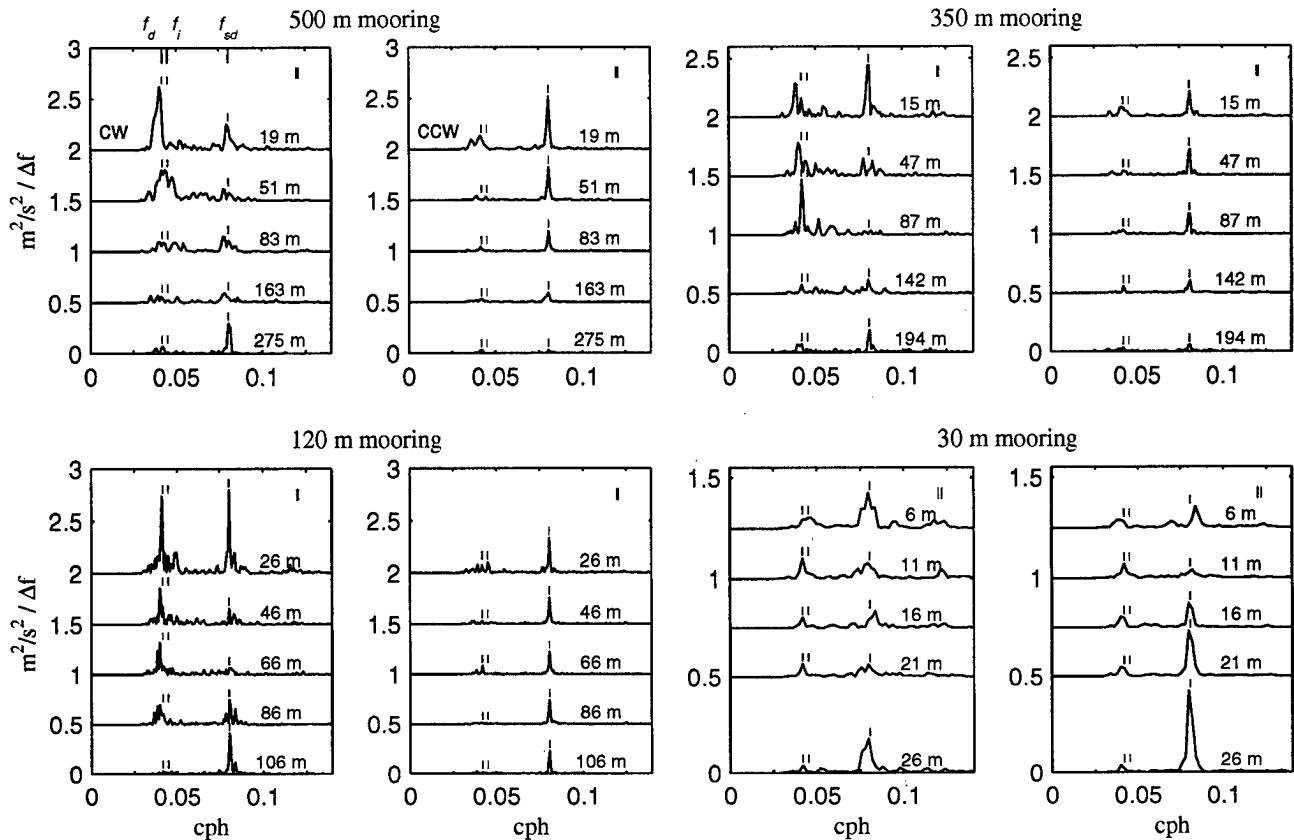 500 m mooring
f_d f_i f_sd
m²/s² / Δf
3
2.5
2
1.5
1
0.5
0
CW
19 m
51 m
83 m
163 m
275 m
0 0.05 0.1
CCW
19 m
51 m
83 m
163 m
275 m
0 0.05 0.1
350 m mooring
2.5
2
1.5
1
0.5
0
15 m
47 m
87 m
142 m
194 m
0 0.05 0.1
15 m
47 m
87 m
142 m
194 m
0 0.05 0.1
120 m mooring
m²/s² / Δf
3
2.5
2
1.5
1
0.5
0
26 m
46 m
66 m
86 m
106 m
0 0.05 0.1
cph
26 m
46 m
66 m
86 m
106 m
0 0.05 0.1
cph
30 m mooring
1.5
1
0.5
0
6 m
11 m
16 m
21 m
26 m
0 0.05 0.1
cph
6 m
11 m
16 m
21 m
26 m
0 0.05 0.1
cph